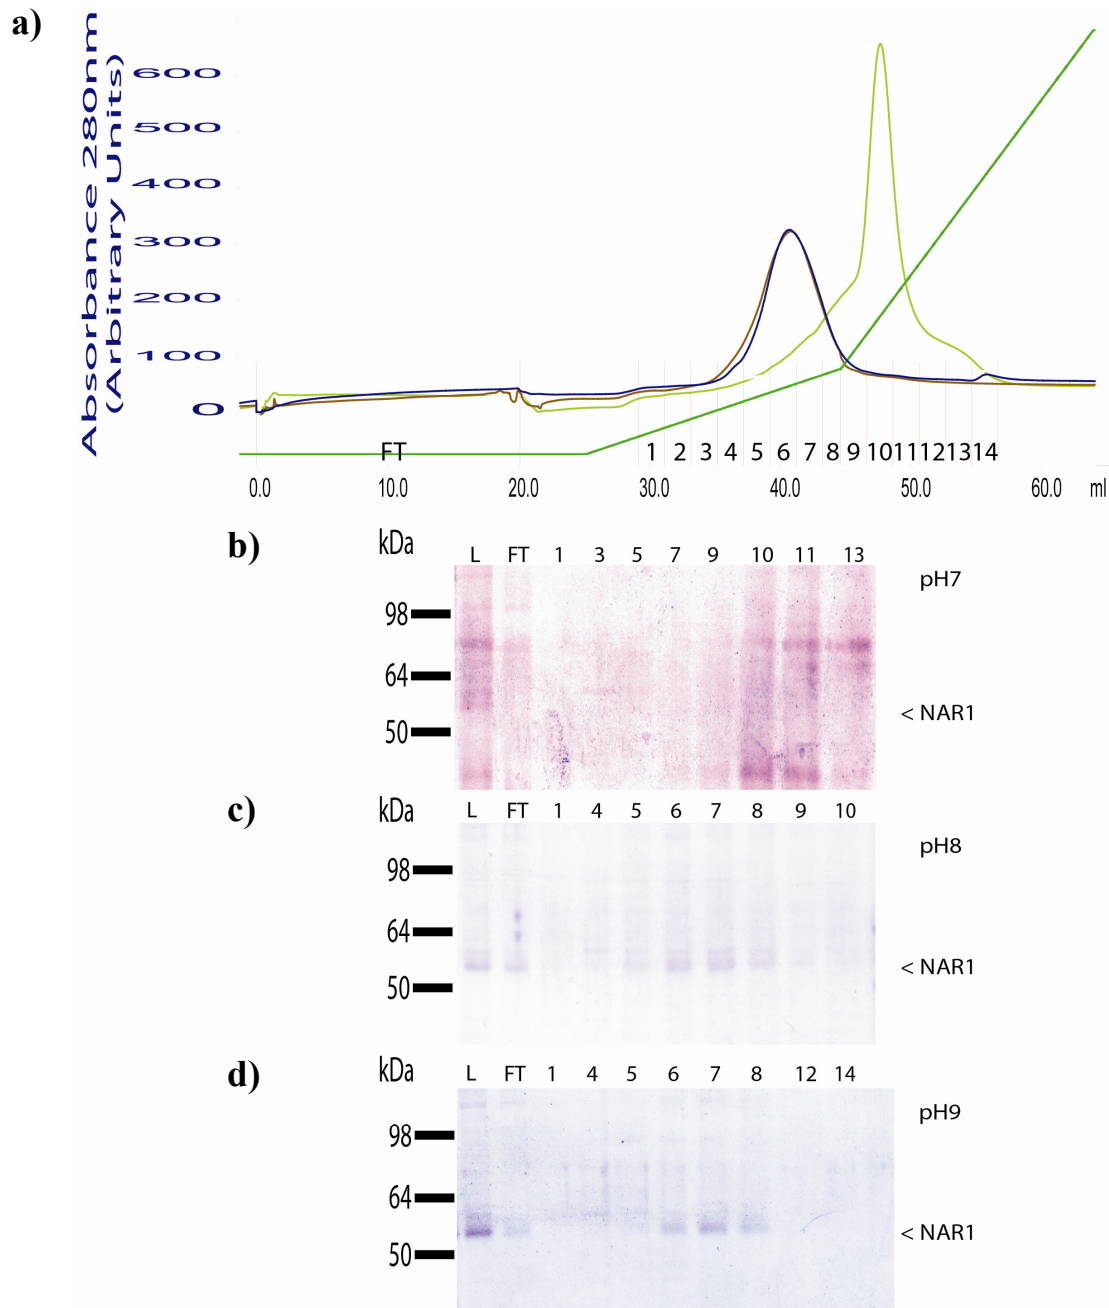 a)
Absorbance 280nm
(Arbitrary Units)
600
500
400
300
200
100
0
FT 1 2 3 4 5 6 7 8 9 10 11 12 13 14
0.0 10.0 20.0 30.0 40.0 50.0 60.0 ml
b)
kDa L FT 1 3 5 7 9 10 11 13
pH7
98
64
< NAR1
50
c)
kDa L FT 1 4 5 6 7 8 9 10
pH8
98
64
< NAR1
50
d)
kDa L FT 1 4 5 6 7 8 12 14
pH9
98
64
< NAR1
50